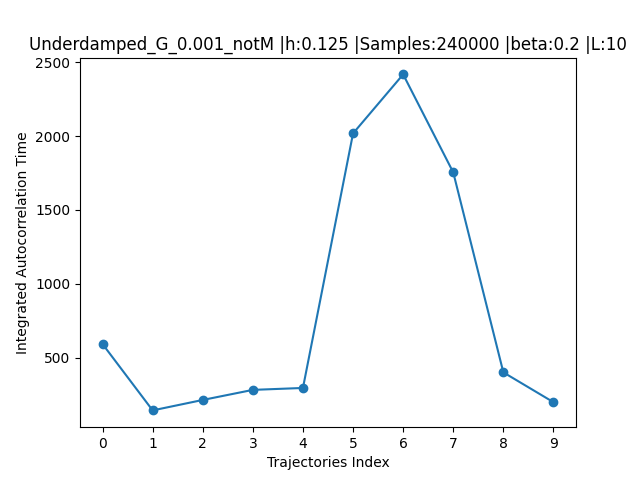 Underdamped_G_0.001_notM |h:0.125 |Samples:240000 |beta:0.2 |L:10
2500
2000
1500
1000
500
Integrated Autocorrelation Time
0 1 2 3 4 5 6 7 8 9
Trajectories Index